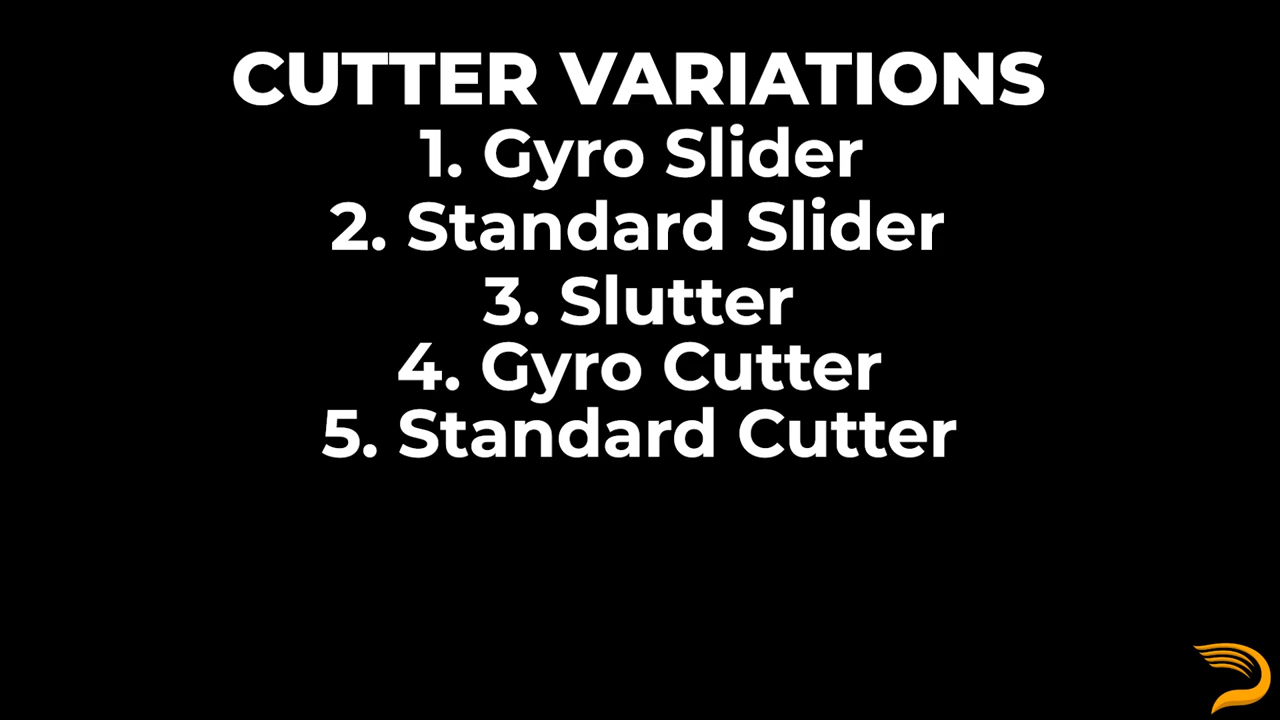 CUTTER VARIATIONS
1. Gyro Slider
2. Standard Slider
3. Slutter
4. Gyro Cutter
5. Standard Cutter